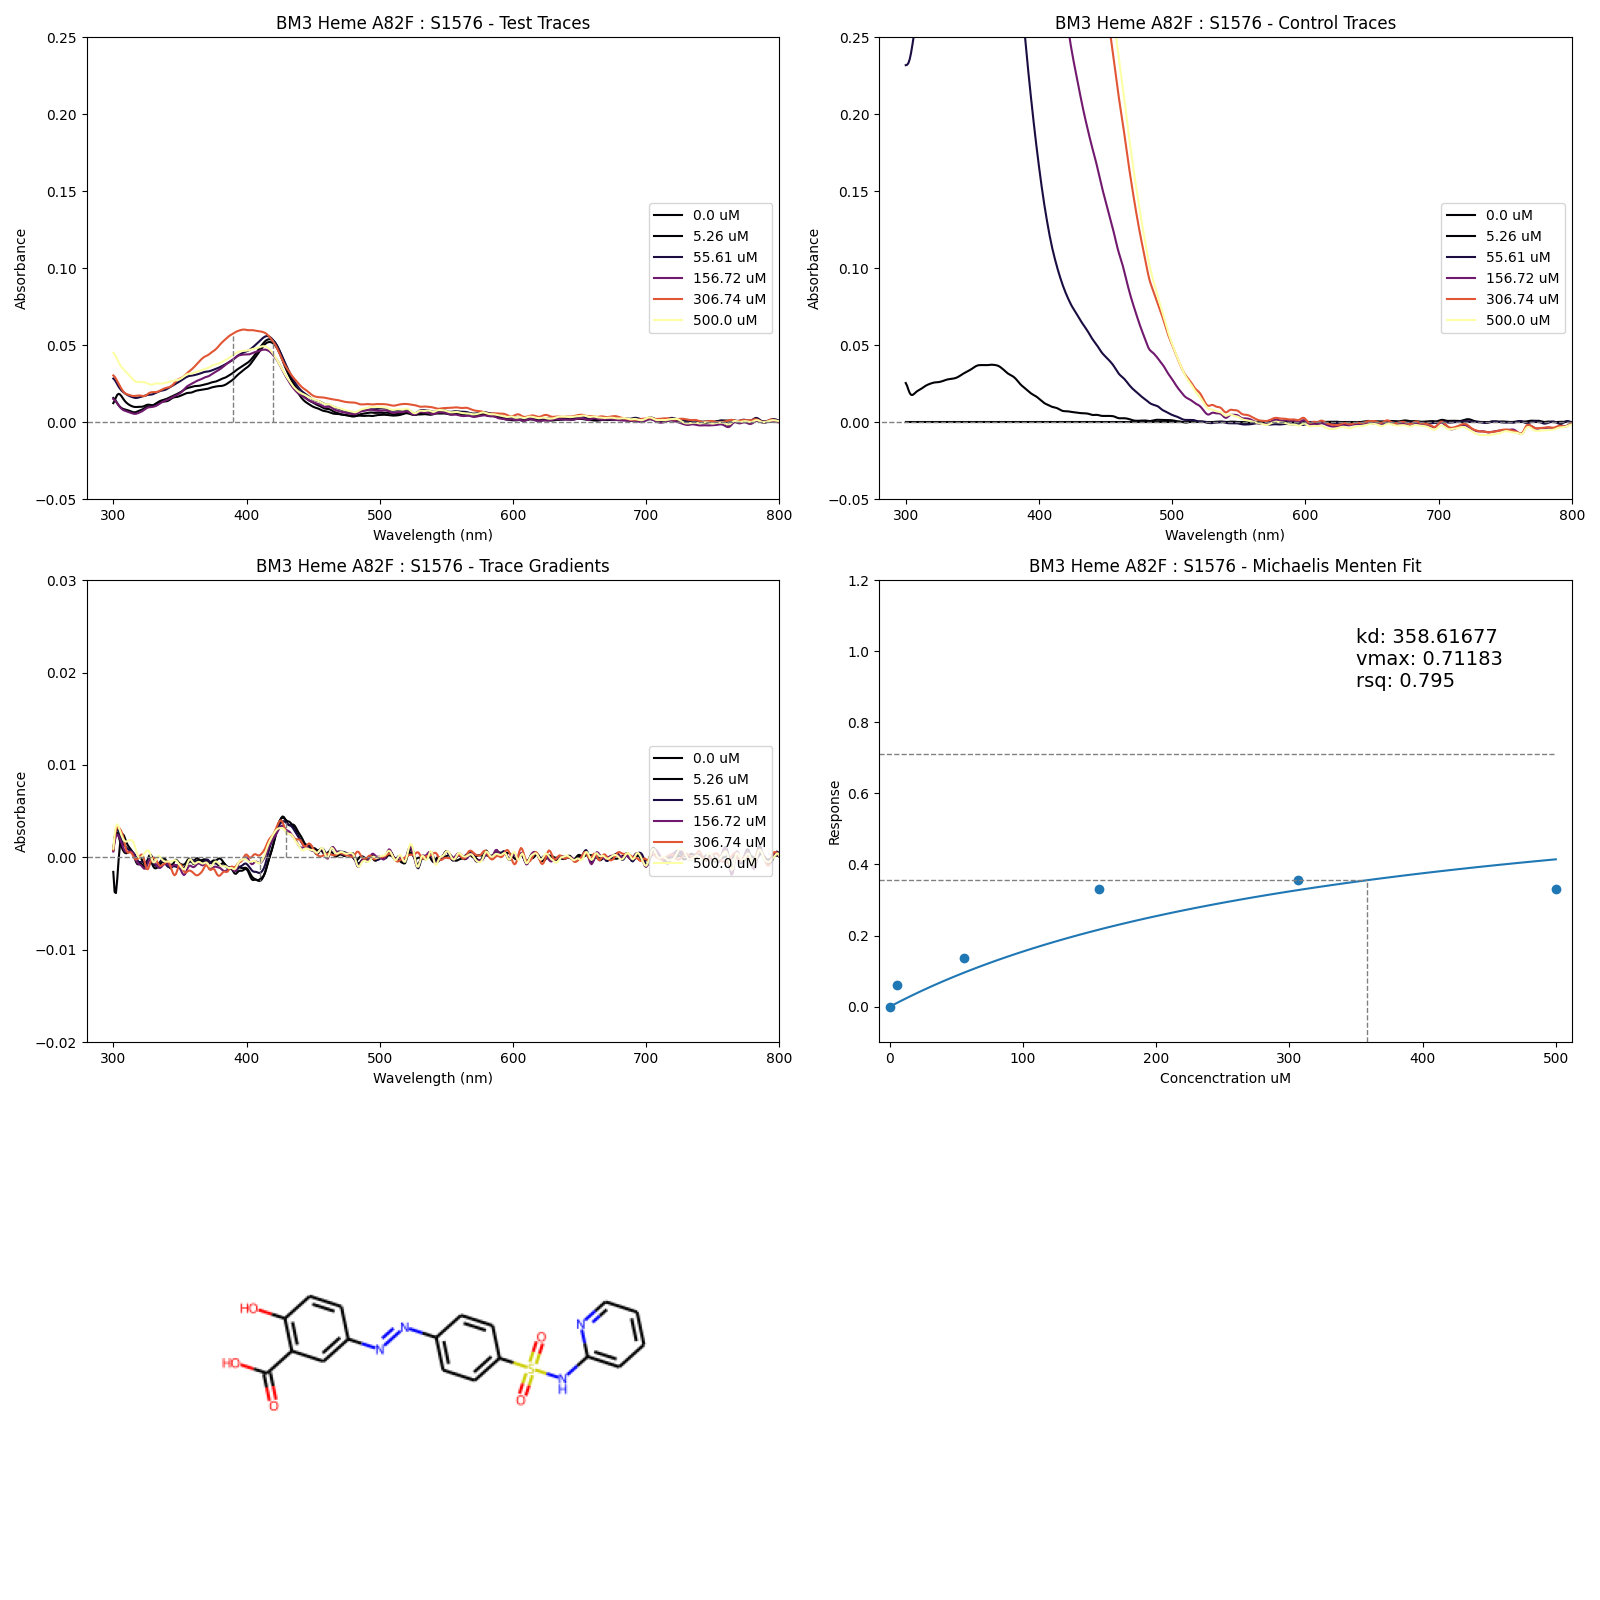 BM3 Heme A82F : S1576 - Test Traces
Absorbance
0.25
0.20
0.15
0.10
0.05
0.00
−0.05
300
400
500
600
700
800
Wavelength (nm)
0.0 uM
5.26 uM
55.61 uM
156.72 uM
306.74 uM
500.0 uM
BM3 Heme A82F : S1576 - Control Traces
Absorbance
0.25
0.20
0.15
0.10
0.05
0.00
−0.05
300
400
500
600
700
800
Wavelength (nm)
0.0 uM
5.26 uM
55.61 uM
156.72 uM
306.74 uM
500.0 uM
BM3 Heme A82F : S1576 - Trace Gradients
Absorbance
0.03
0.02
0.01
0.00
−0.01
−0.02
300
400
500
600
700
800
Wavelength (nm)
0.0 uM
5.26 uM
55.61 uM
156.72 uM
306.74 uM
500.0 uM
BM3 Heme A82F : S1576 - Michaelis Menten Fit
Response
1.2
1.0
0.8
0.6
0.4
0.2
0.0
0
100
200
300
400
500
Concenctration uM
kd: 358.61677
vmax: 0.71183
rsq: 0.795
HO
HO
O
N
N
O
S
O
N
H
N